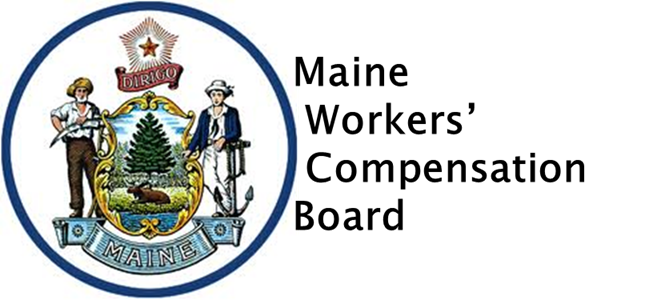 DIRIGO
MAINE
Maine
Workers’
Compensation
Board